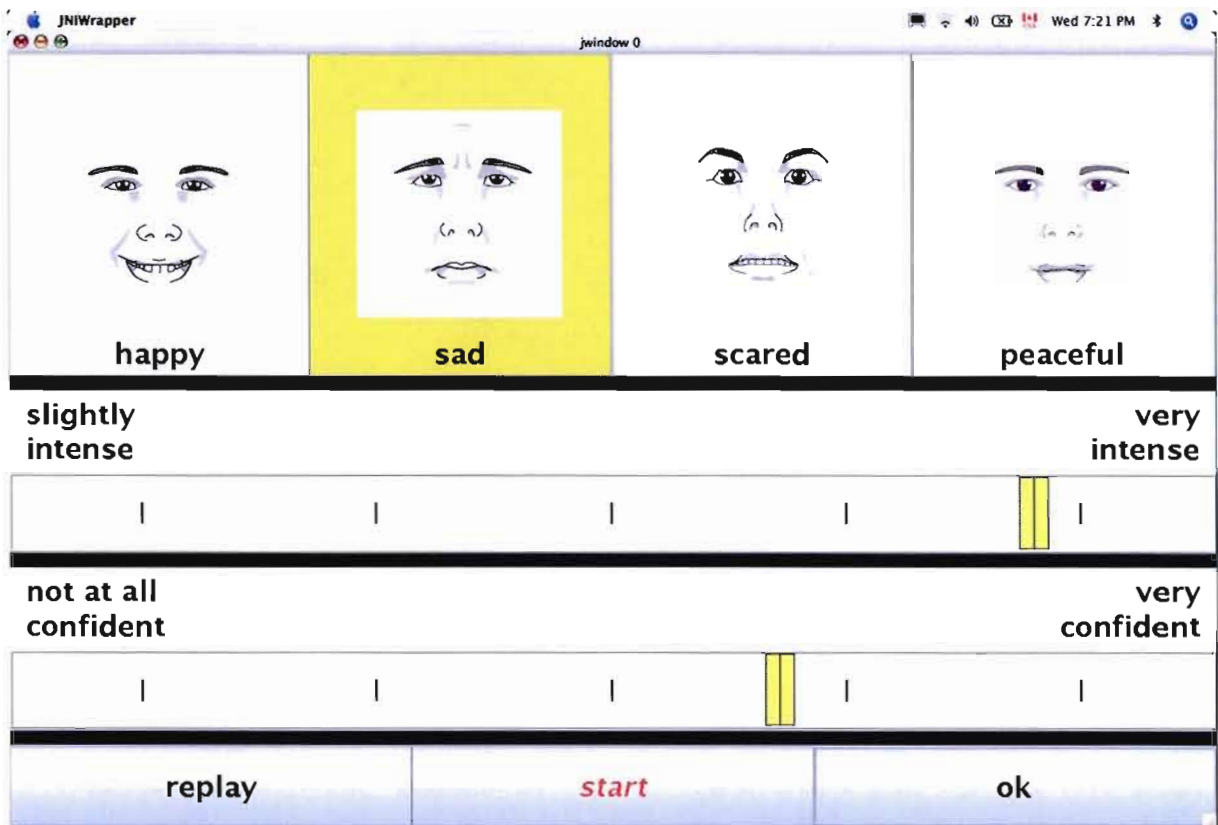 JNIWrapper
Wed 7:21 PM
jwindow 0
happy
sad
scared
peaceful
slightly
intense
very
intense
not at all
confident
very
confident
replay
start
ok